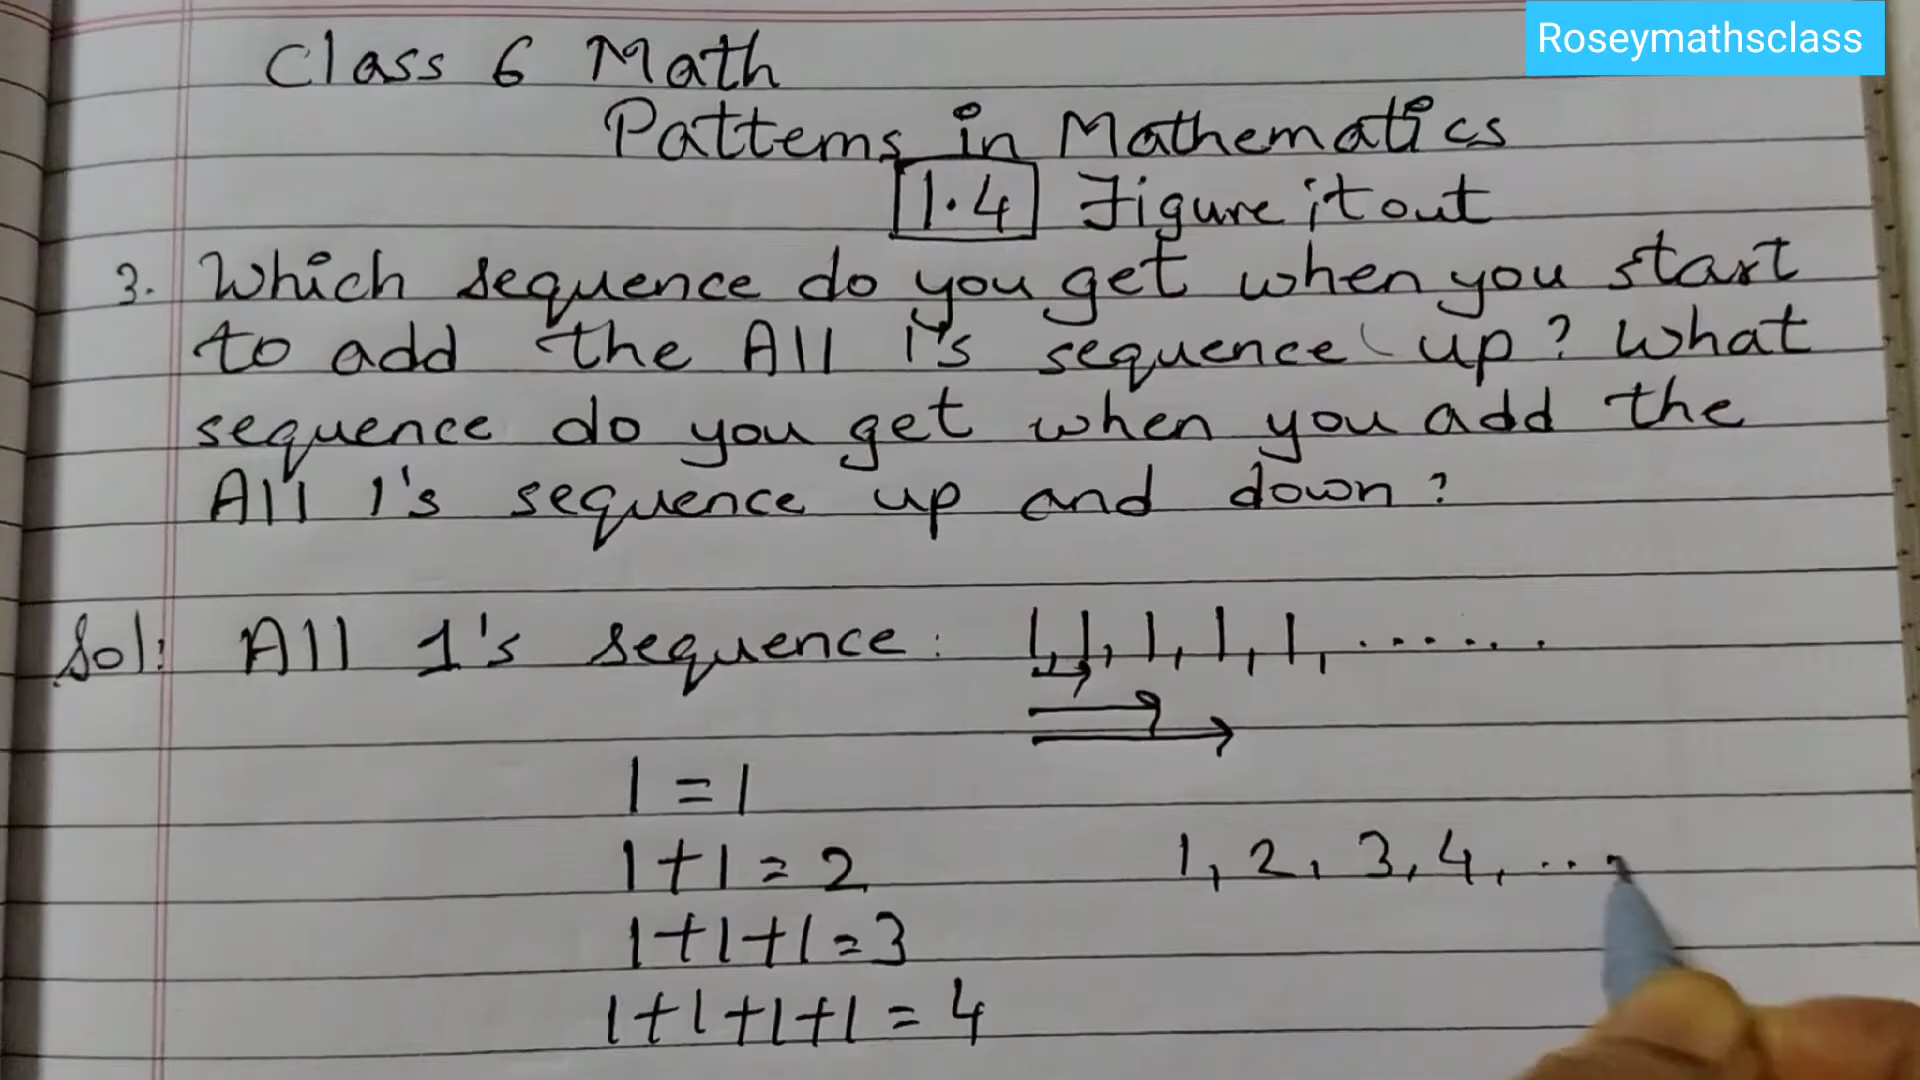 Roseymathsclass
Class 6 Math
Patterns in Mathematics
1.4 Figure it out
3. Which sequence do you get when you start
to add the All 1's sequence up? What
sequence do you get when you add the
All 1's sequence up and down?
Sol: All 1's sequence: 1, 1, 1, 1, 1, .......
1 = 1
1+1 = 2 1, 2, 3, 4, ...
1+1+1 = 3
1+1+1+1 = 4